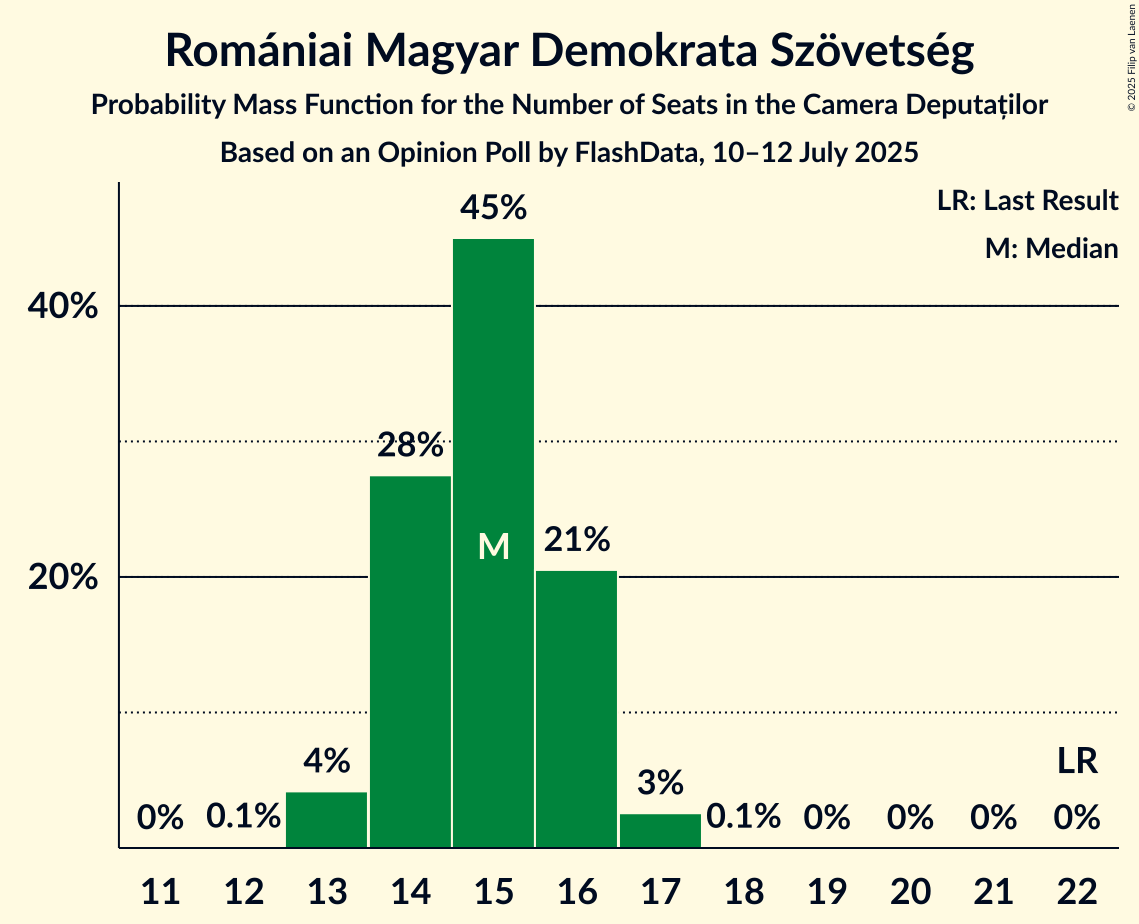 Romániai Magyar Demokrata Szövetség
Probability Mass Function for the Number of Seats in the Camera Deputaților
Based on an Opinion Poll by FlashData, 10–12 July 2025
© 2025 Filip van Laenen
LR: Last Result
M: Median
45%
40%
28%
M
21%
20%
4%
3%
LR
0%
0.1%
0.1%
0%
0%
0%
0%
11 12 13 14 15 16 17 18 19 20 21 22